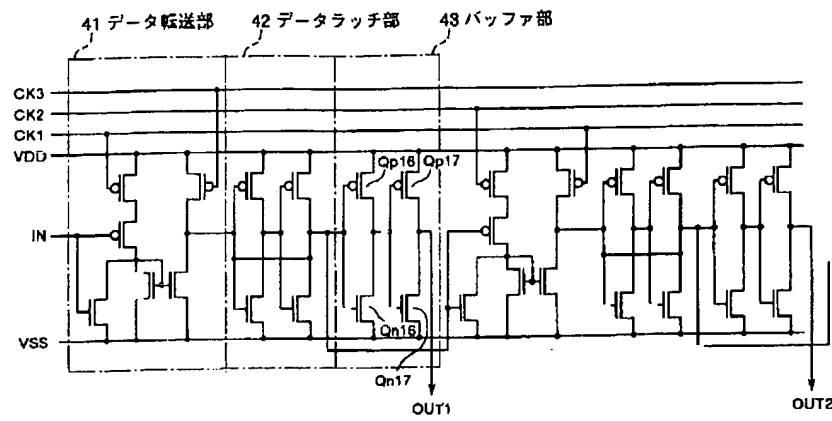 41 データ転送部 42 データラッチ部 43 バッファ部
CK3
CK2
CK1
VDD
Qp16 Qp17
IN
Qn16
VSS
Qn17
OUT1
OUT2